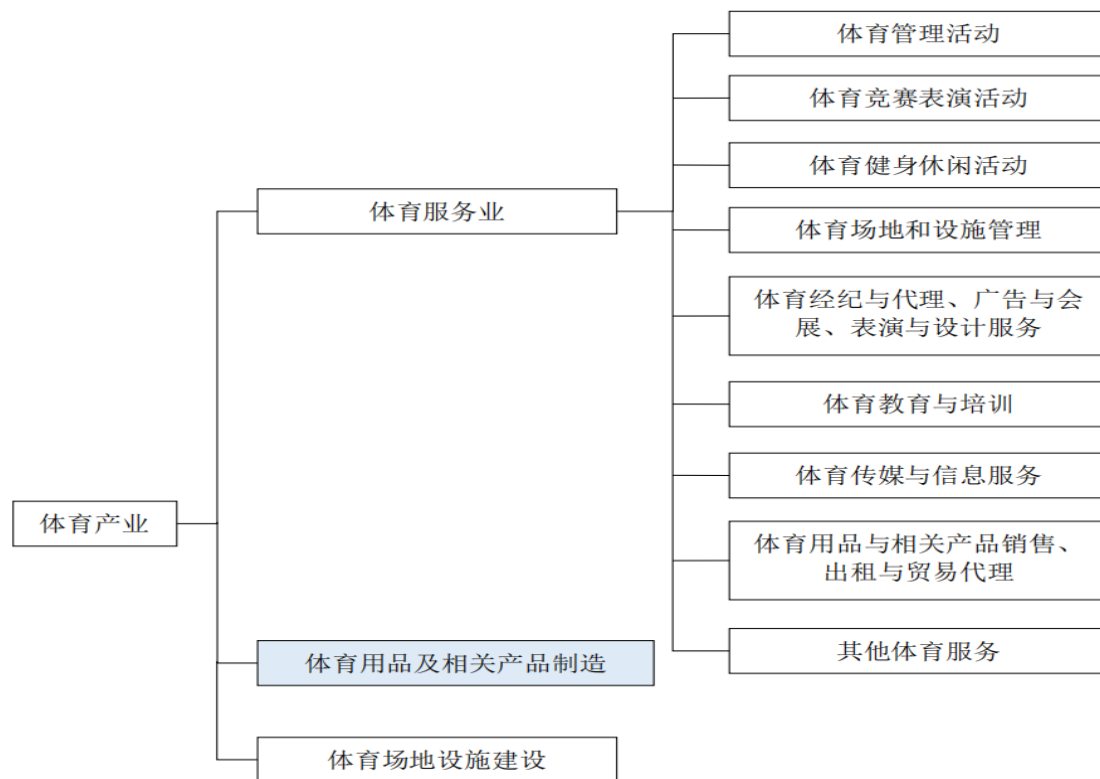 体育产业
体育服务业
体育管理活动
体育竞赛表演活动
体育健身休闲活动
体育场地和设施管理
体育经纪与代理、广告与会
展、表演与设计服务
体育教育与培训
体育传媒与信息服务
体育用品与相关产品销售、
出租与贸易代理
其他体育服务
体育用品及相关产品制造
体育场地设施建设